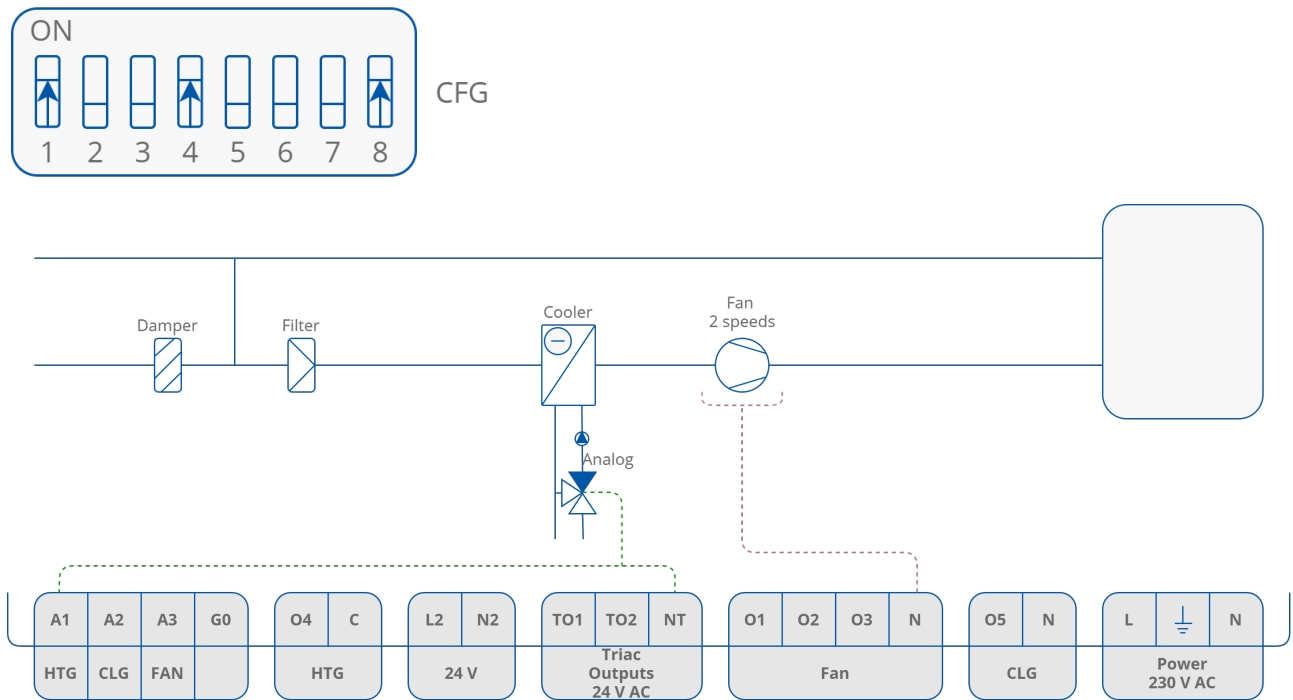 ON
CFG
1 2 3 4 5 6 7 8
Damper
Filter
Cooler
Fan
2 speeds
Analog
A1 A2 A3 G0
HTG CLG FAN
O4 C
HTG
L2 N2
24 V
TO1 TO2 NT
Triac
Outputs
24 V AC
O1 O2 O3 N
Fan
O5 N
CLG
L N
Power
230 V AC